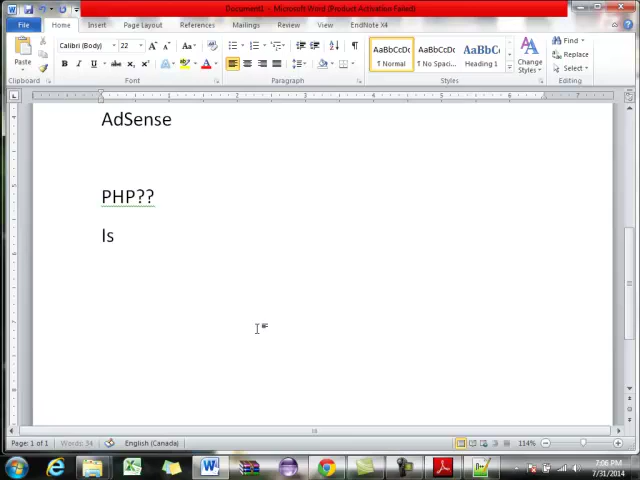 Document1 - Microsoft Word (Product Activation Failed)
File Home Insert Page Layout References Mailings Review View EndNote X4
Paste
Calibri (Body) 22
AaBbCcDc AaBbCcDc AaBbC
¶ Normal ¶ No Spaci... Heading 1
Change Styles
Find
Replace
Select
Clipboard Font Paragraph Styles Editing
AdSense
PHP??
Is
Page: 1 of 1 Words: 34 English (Canada) 114%
7:06 PM
7/31/2014